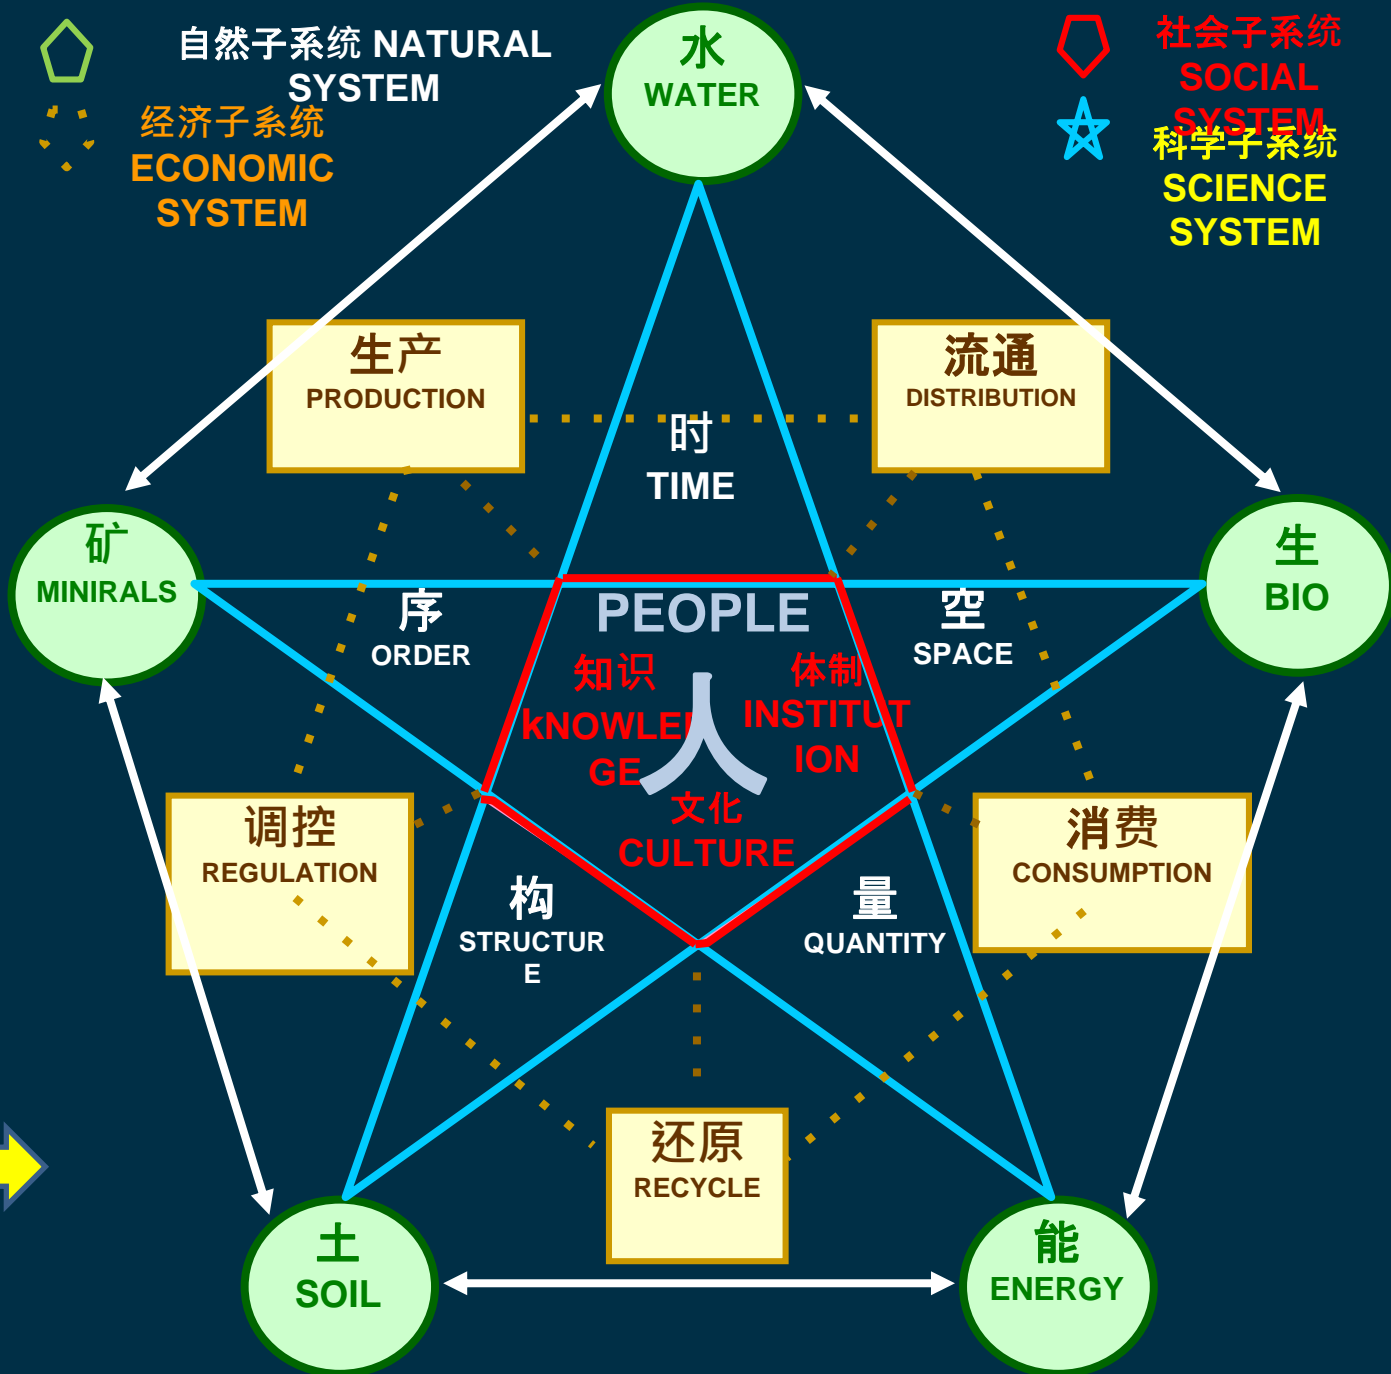 自然子系统 NATURAL
SYSTEM
经济子系统
ECONOMIC
SYSTEM
社会子系统
SOCIAL
SYSTEM
科学子系统
SCIENCE
SYSTEM
水
WATER
生产
PRODUCTION
流通
DISTRIBUTION
时
TIME
矿
MINIRALS
生
BIO
序
ORDER
PEOPLE
空
SPACE
知识
kNOWLE
GE
人
体制
INSTITUT
ION
文化
CULTURE
调控
REGULATION
消费
CONSUMPTION
构
STRUCTUR
E
量
QUANTITY
还原
RECYCLE
土
SOIL
能
ENERGY